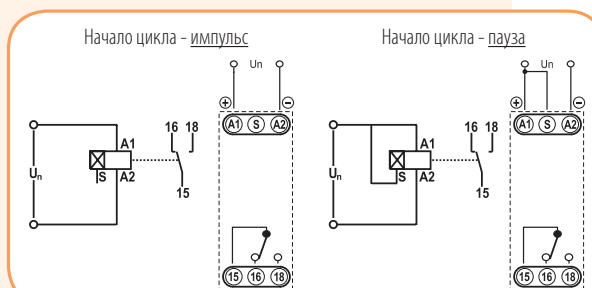 Начало цикла - импульс
Un
+ −
A1 S A2
16 18
A1
Un
S A2
15
15 16 18
Начало цикла - пауза
Un
+ −
A1 S A2
16 18
A1
Un
S A2
15
15 16 18